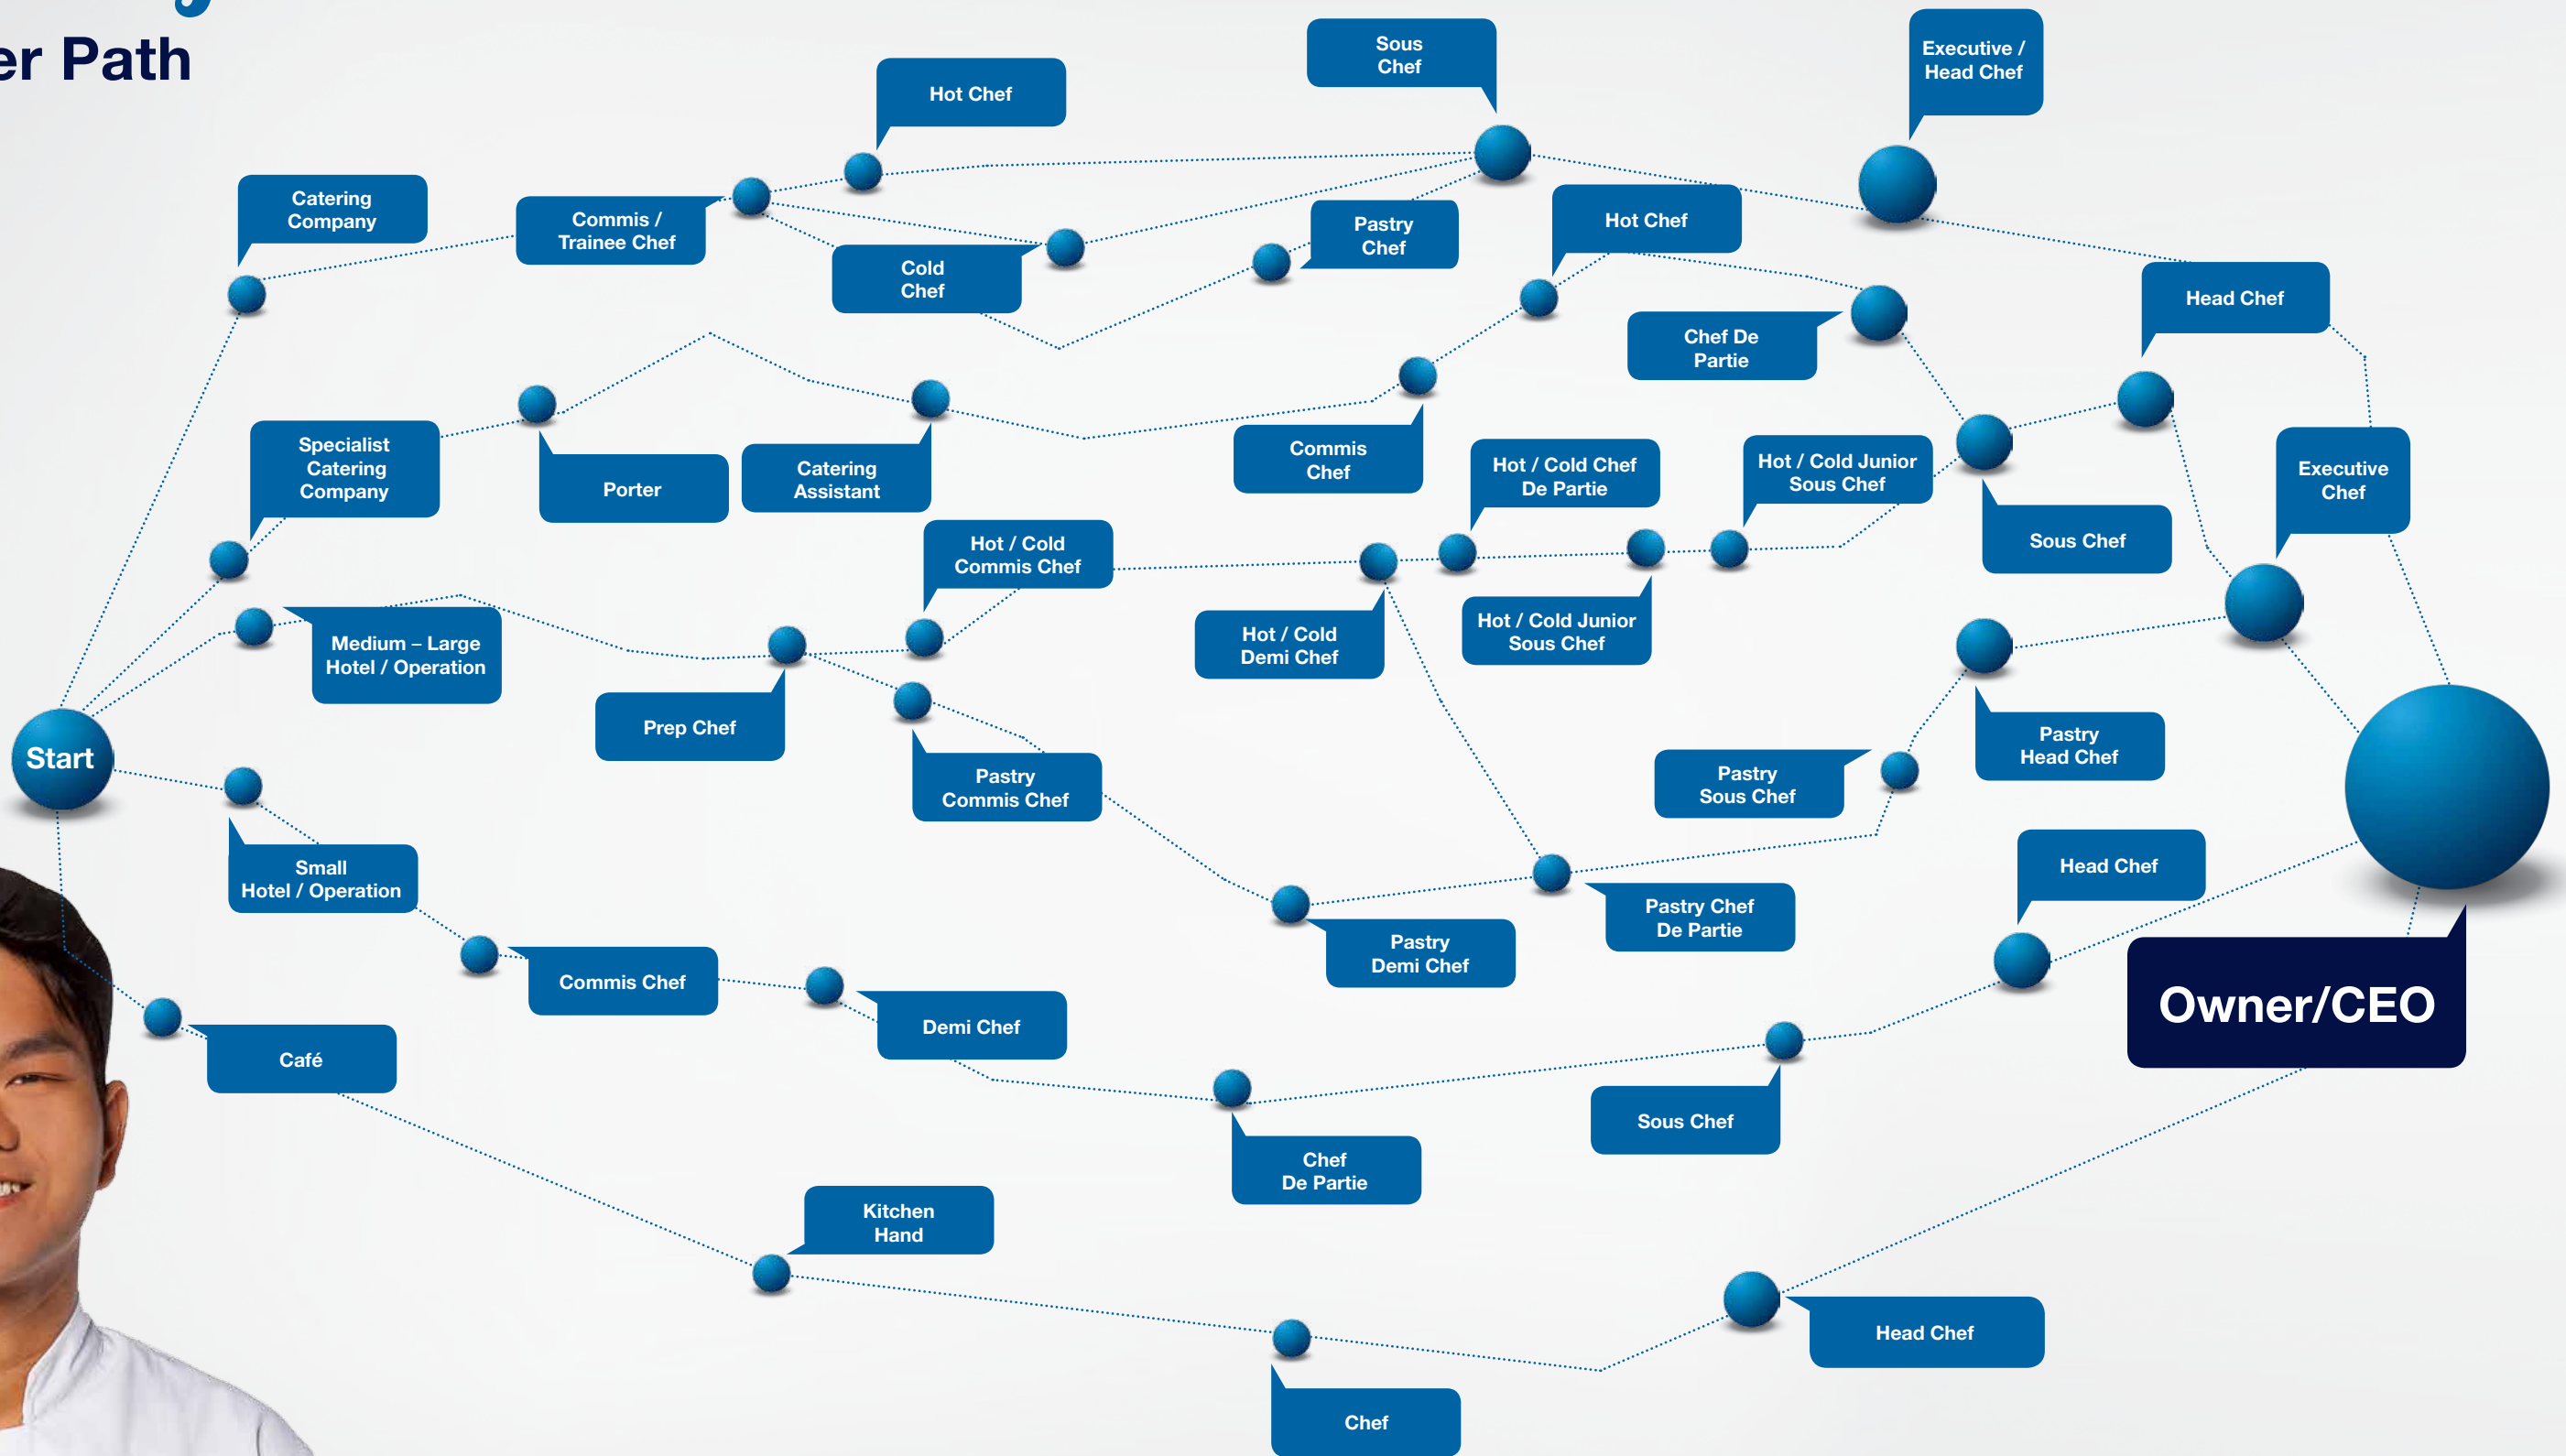 er Path
Sous
Chef
Executive /
Head Chef
Hot Chef
Catering
Company
Commis /
Trainee Chef
Pastry
Chef
Hot Chef
Cold
Chef
Head Chef
Chef De
Partie
Specialist
Catering
Company
Porter
Catering
Assistant
Commis
Chef
Hot / Cold Chef
De Partie
Hot / Cold Junior
Sous Chef
Executive
Chef
Sous Chef
Hot / Cold
Commis Chef
Medium – Large
Hotel / Operation
Hot / Cold
Demi Chef
Hot / Cold Junior
Sous Chef
Prep Chef
Start
Pastry
Commis Chef
Pastry
Sous Chef
Pastry
Head Chef
Small
Hotel / Operation
Head Chef
Pastry Chef
De Partie
Pastry
Demi Chef
Commis Chef
Demi Chef
Owner/CEO
Café
Sous Chef
Chef
De Partie
Kitchen
Hand
Head Chef
Chef